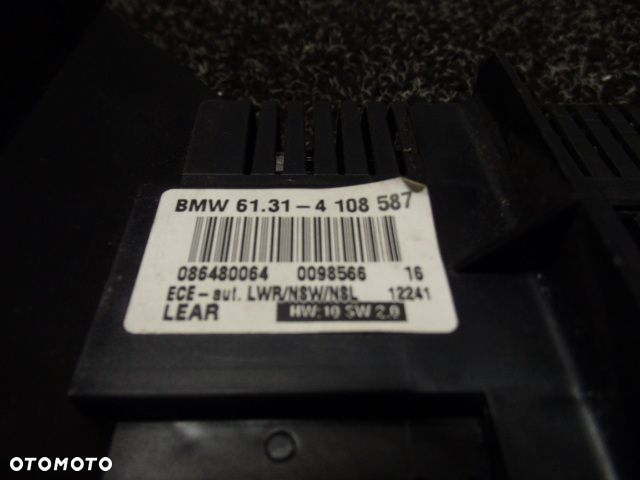 BMW 61.31-4 108 587
086480064 0098566 16
ECE-aut. LWR/NSW/NSL 12241
LEAR HW:10 SW 2.0
OTOMOTO